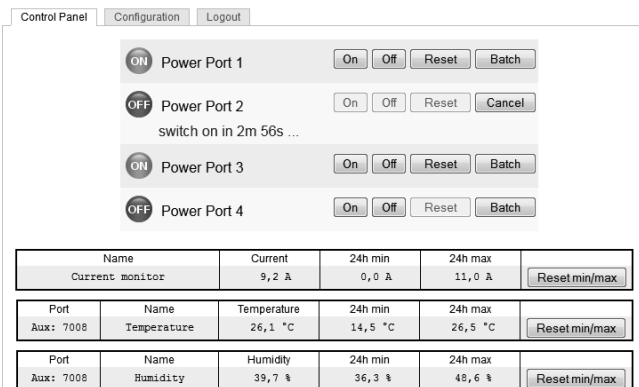 Control Panel Configuration Logout
ON Power Port 1 On Off Reset Batch
OFF Power Port 2 On Off Reset Cancel
switch on in 2m 56s ...
ON Power Port 3 On Off Reset Batch
OFF Power Port 4 On Off Reset Batch
Name Current 24h min 24h max
Current monitor 9,2 A 0,0 A 11,0 A Reset min/max
Port Name Temperature 24h min 24h max
Aux: 7008 Temperature 26,1 °C 14,5 °C 26,5 °C Reset min/max
Port Name Humidity 24h min 24h max
Aux: 7008 Humidity 39,7 % 36,3 % 48,6 % Reset min/max